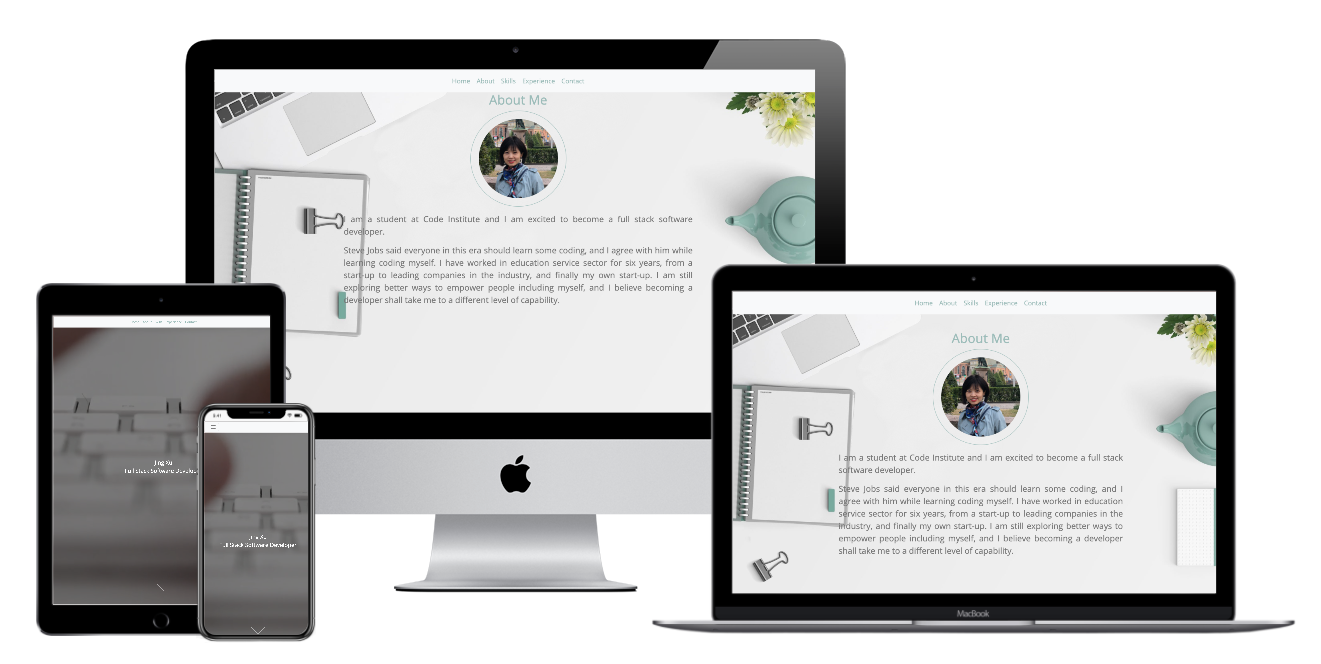 Home About Skills Experience Contact
About Me
I am a student at Code Institute and I am excited to become a full stack software
developer.
Steve Jobs said everyone in this era should learn some coding, and I agree with him while
learning coding myself. I have worked in education service sector for six years, from a
start-up to leading companies in the industry, and finally my own start-up. I am still
exploring better ways to empower people including myself, and I believe becoming a
developer shall take me to a different level of capability.
Home About Skills Experience Contact
About Me
I am a student at Code Institute and I am excited to become a full stack
software developer.
Steve Jobs said everyone in this era should learn some coding, and I
agree with him while learning coding myself. I have worked in education
service sector for six years, from a start-up to leading companies in the
industry, and finally my own start-up. I am still exploring better ways to
empower people including myself, and I believe becoming a developer
shall take me to a different level of capability.
MacBook
Jing Xu
Full Stack Software
Jing Xu
Stack Software Developer